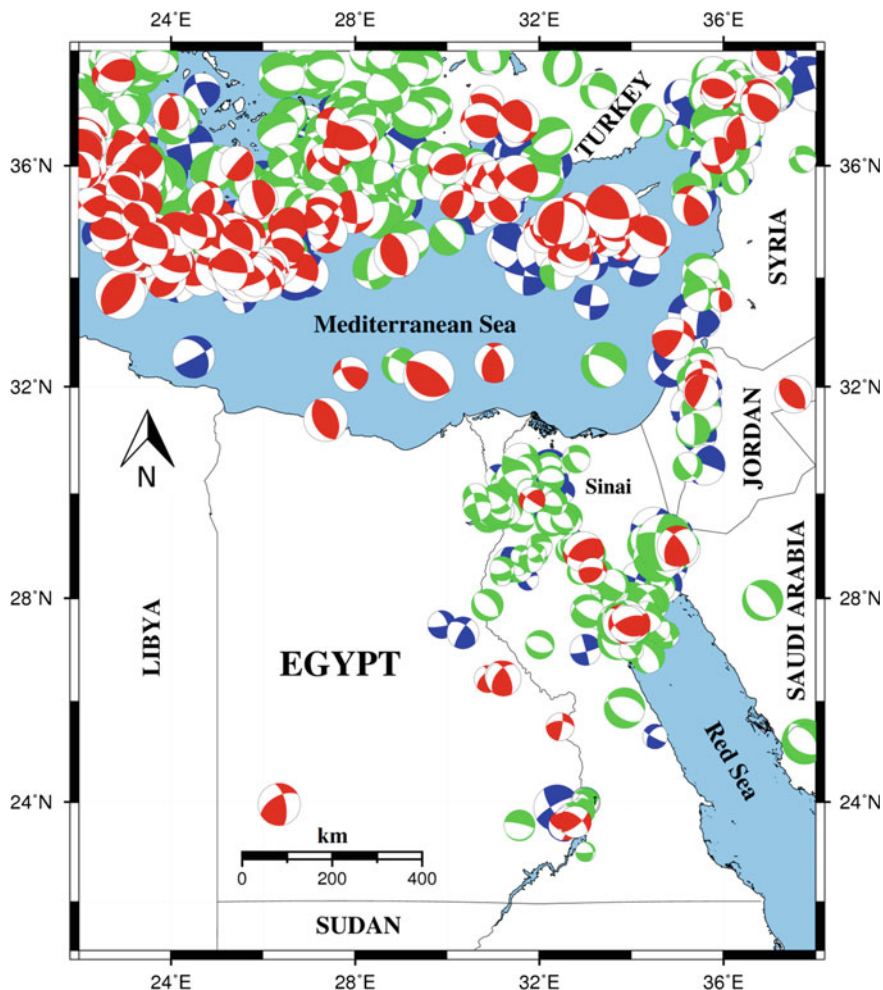 24°E 28°E 32°E 36°E
TURKEY
36°N 36°N
SYRIA
Mediterranean Sea
32°N 32°N
JORDAN
N
Sinai
SAUDI ARABIA
28°N 28°N
LIBYA
EGYPT
Red Sea
24°N 24°N
km
0 200 400
SUDAN
24°E 28°E 32°E 36°E